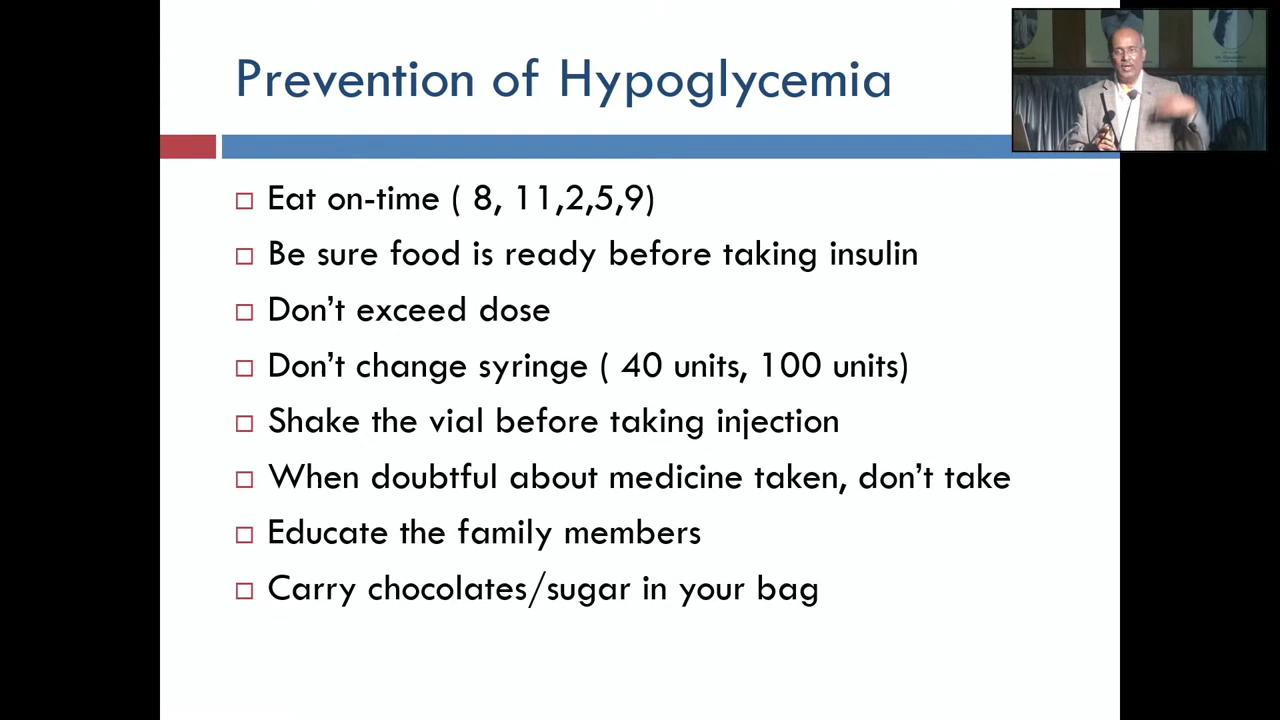 Prevention of Hypoglycemia
Eat on-time ( 8, 11,2,5,9)
Be sure food is ready before taking insulin
Don’t exceed dose
Don’t change syringe ( 40 units, 100 units)
Shake the vial before taking injection
When doubtful about medicine taken, don’t take
Educate the family members
Carry chocolates/sugar in your bag